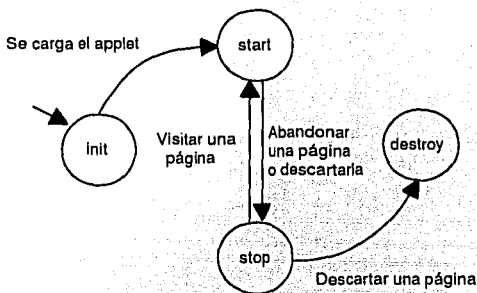 Se carga el applet
start
init
Visitar una
página
Abandonar
una página
o descartarla
destroy
stop
Descartar una página